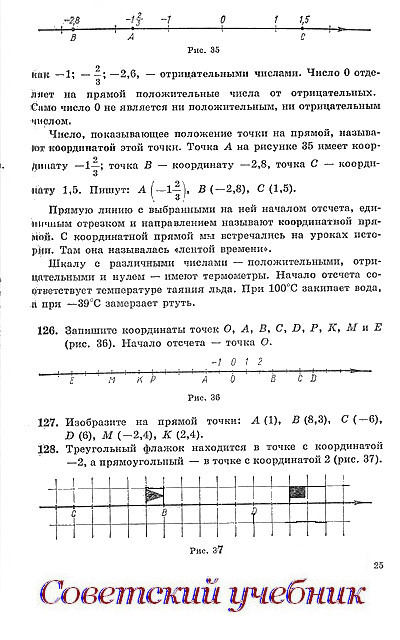 −2,8 −1 2/3 −1 0 1 1,5
B A C
Рис. 35
как −1; −2/3; −2,6, — отрицательными числами. Число 0 отде-
ляет на прямой положительные числа от отрицательных.
Само число 0 не является ни положительным, ни отрицательным
числом.
Число, показывающее положение точки на прямой, называ-
ют координатой этой точки. Точка A на рисунке 35 имеет коор-
динату −1 2/3; точка B — координату −2,8, точка C — коорди-
нату 1,5. Пишут: A (−1 2/3), B (−2,8), C (1,5).
Прямую линию с выбранными на ней началом отсчета, еди-
ничным отрезком и направлением называют координатной пря-
мой. С координатной прямой мы встречались на уроках исто-
рии. Там она называлась «лентой времени».
Шкалу с различными числами — положительными, отри-
цательными и нулем — имеют термометры. Начало отсчета со-
ответствует температуре таяния льда. При 100°С закипает вода,
а при —39°С замерзает ртуть.
126. Запишите координаты точек O, A, B, C, D, P, K, M и E
(рис. 36). Начало отсчета — точка O.
−1 0 1 2
E M K P A O B C D
Рис. 36
127. Изобразите на прямой точки: A (1), B (8,3), C (−6),
D (6), M (−2,4), K (2,4).
128. Треугольный флажок находится в точке с координатой
−2, а прямоугольный — в точке с координатой 2 (рис. 37).
C B D
Рис. 37
25
Советский учебник